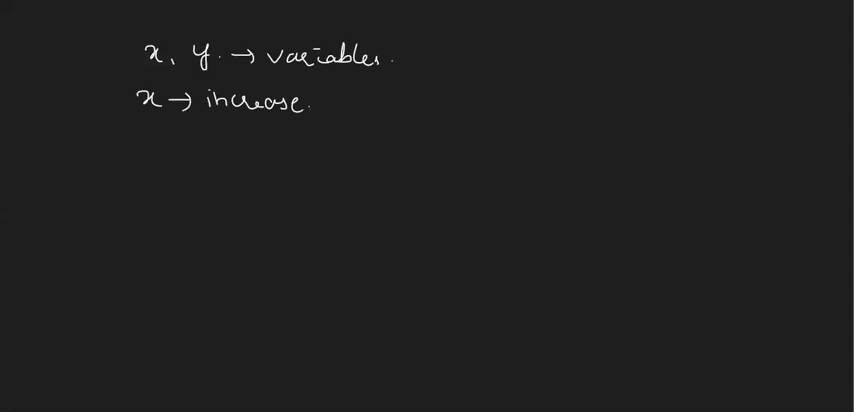 x, y. → variables.
x → increase.